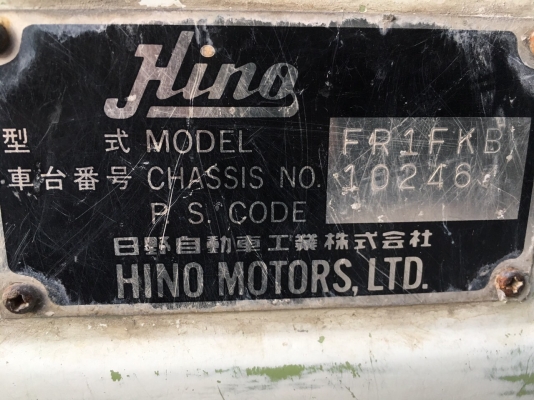 Hino
型 式 MODEL FR1FKB
車台番号 CHASSIS NO. 10246
P. S. CODE
日野自動車工業株式会社
HINO MOTORS, LTD.